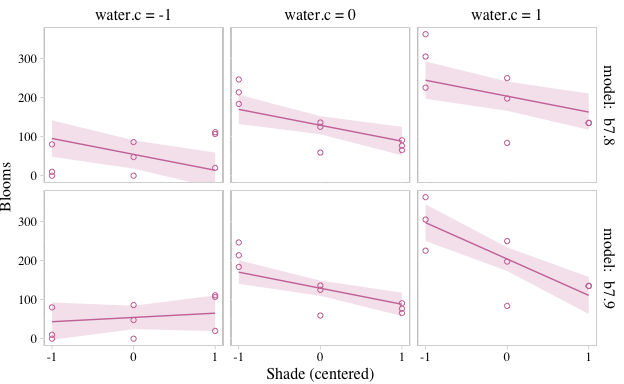 water.c = -1 water.c = 0 water.c = 1
300
200
100
0
model: b7.8
Blooms
300
200
100
0
model: b7.9
-1 0 1 -1 0 1 -1 0 1
Shade (centered)